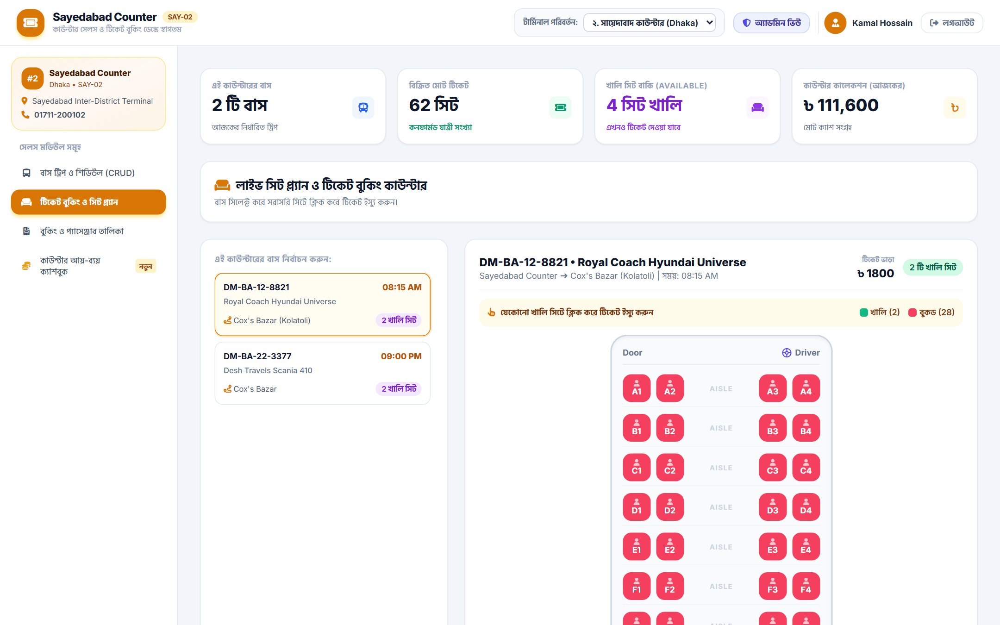 Sayedabad Counter SAY-02
কাউন্টার সেলস ও টিকেট বুকিং ডেস্কে স্বাগতম
টার্মিনাল পরিবর্তন: ২. সায়েদাবাদ কাউন্টার (Dhaka)
অ্যাডমিন ভিউ
Kamal Hossain
লগআউট
#2
Sayedabad Counter
Dhaka • SAY-02
Sayedabad Inter-District Terminal
01711-200102
সেলস মডিউল সমূহ
বাস ট্রিপ ও শিডিউল (CRUD)
টিকেট বুকিং ও সিট প্ল্যান
বুকিং ও প্যাসেঞ্জার তালিকা
কাউন্টার আয়-ব্যয়
ক্যাশবুক
নতুন
এই কাউন্টারের বাস
2 টি বাস
আজকের নির্ধারিত ট্রিপ
বিক্রিত মোট টিকেট
62 সিট
কনফার্মড যাত্রী সংখ্যা
খালি সিট বাকি (AVAILABLE)
4 সিট খালি
এখনও টিকেট দেওয়া যাবে
কাউন্টার কালেকশন (আজকের)
৳ 111,600
মোট ক্যাশ সংগ্রহ
৳
লাইভ সিট প্ল্যান ও টিকেট বুকিং কাউন্টার
বাস সিলেক্ট করে সরাসরি সিটে ক্লিক করে টিকেট ইস্যু করুন।
এই কাউন্টারের বাস নির্বাচন করুন:
DM-BA-12-8821 08:15 AM
Royal Coach Hyundai Universe
Cox's Bazar (Kolatoli) 2 খালি সিট
DM-BA-22-3377 09:00 PM
Desh Travels Scania 410
Cox's Bazar 2 খালি সিট
DM-BA-12-8821 • Royal Coach Hyundai Universe
Sayedabad Counter → Cox's Bazar (Kolatoli) | সময়: 08:15 AM
টিকেট ভাড়া
৳ 1800
2 টি খালি সিট
যেকোনো খালি সিটে ক্লিক করে টিকেট ইস্যু করুন
খালি (2) বুকড (28)
Door Driver
A1 A2 AISLE A3 A4
B1 B2 AISLE B3 B4
C1 C2 AISLE C3 C4
D1 D2 AISLE D3 D4
E1 E2 AISLE E3 E4
F1 F2 AISLE F3 F4